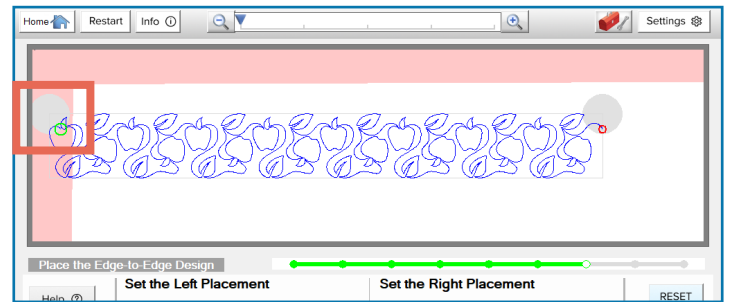 Home
Restart
Info
Settings
Place the Edge-to-Edge Design
Set the Left Placement
Set the Right Placement
Help
RESET